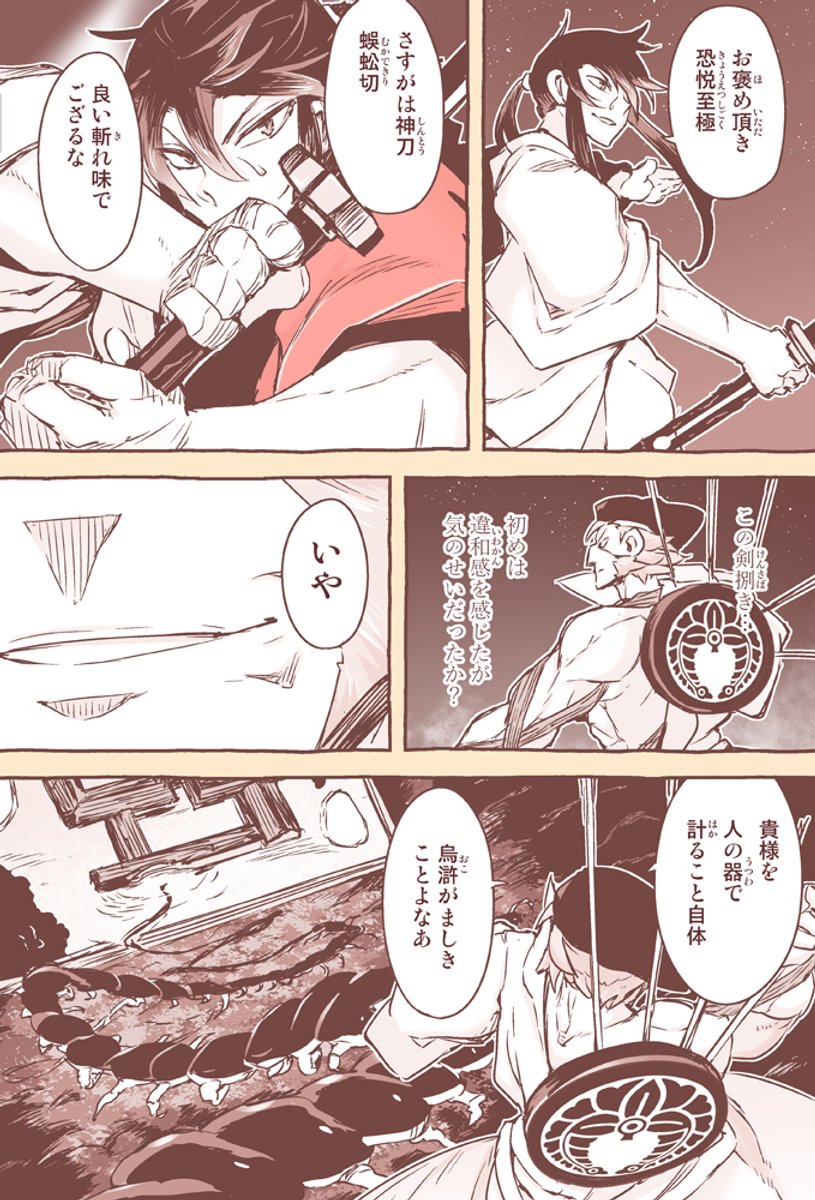 お褒め頂き
恐悦至極
さすがは神刀
蜈蚣切
良い斬れ味で
ござるな
この剣捌き…
初めは
違和感を感じたが
気のせいだったか？
いや
貴様を
人の器で
計ること自体
烏滸がましき
ことよなあ